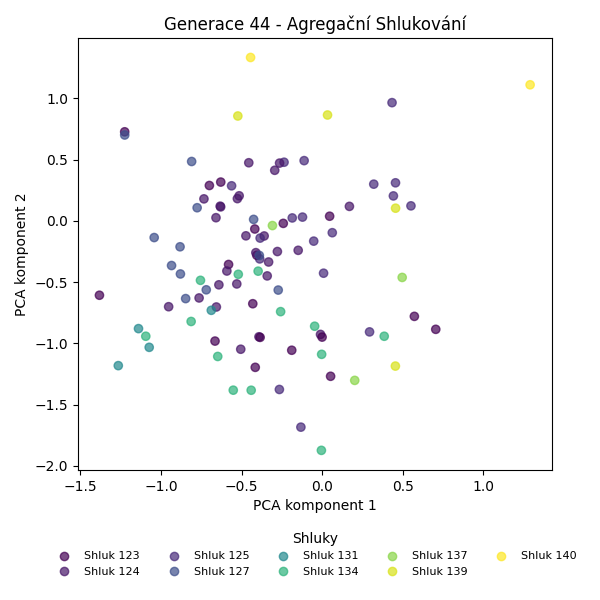 Generace 44 - Agregační Shlukování
PCA komponent 2
1.0
0.5
0.0
−0.5
−1.0
−1.5
−2.0
−1.5 −1.0 −0.5 0.0 0.5 1.0
PCA komponent 1
Shluky
Shluk 123 Shluk 125 Shluk 131 Shluk 137 Shluk 140
Shluk 124 Shluk 127 Shluk 134 Shluk 139